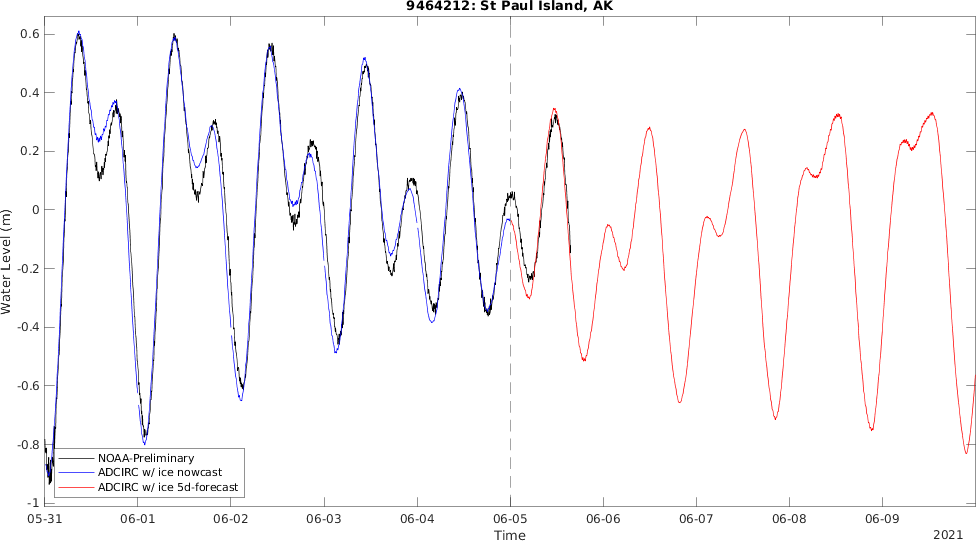 9464212: St Paul Island, AK
Water Level (m)
0.6
0.4
0.2
0
-0.2
-0.4
-0.6
-0.8
-1
NOAA-Preliminary
ADCIRC w/ ice nowcast
ADCIRC w/ ice 5d-forecast
05-31 06-01 06-02 06-03 06-04 06-05 06-06 06-07 06-08 06-09
Time
2021